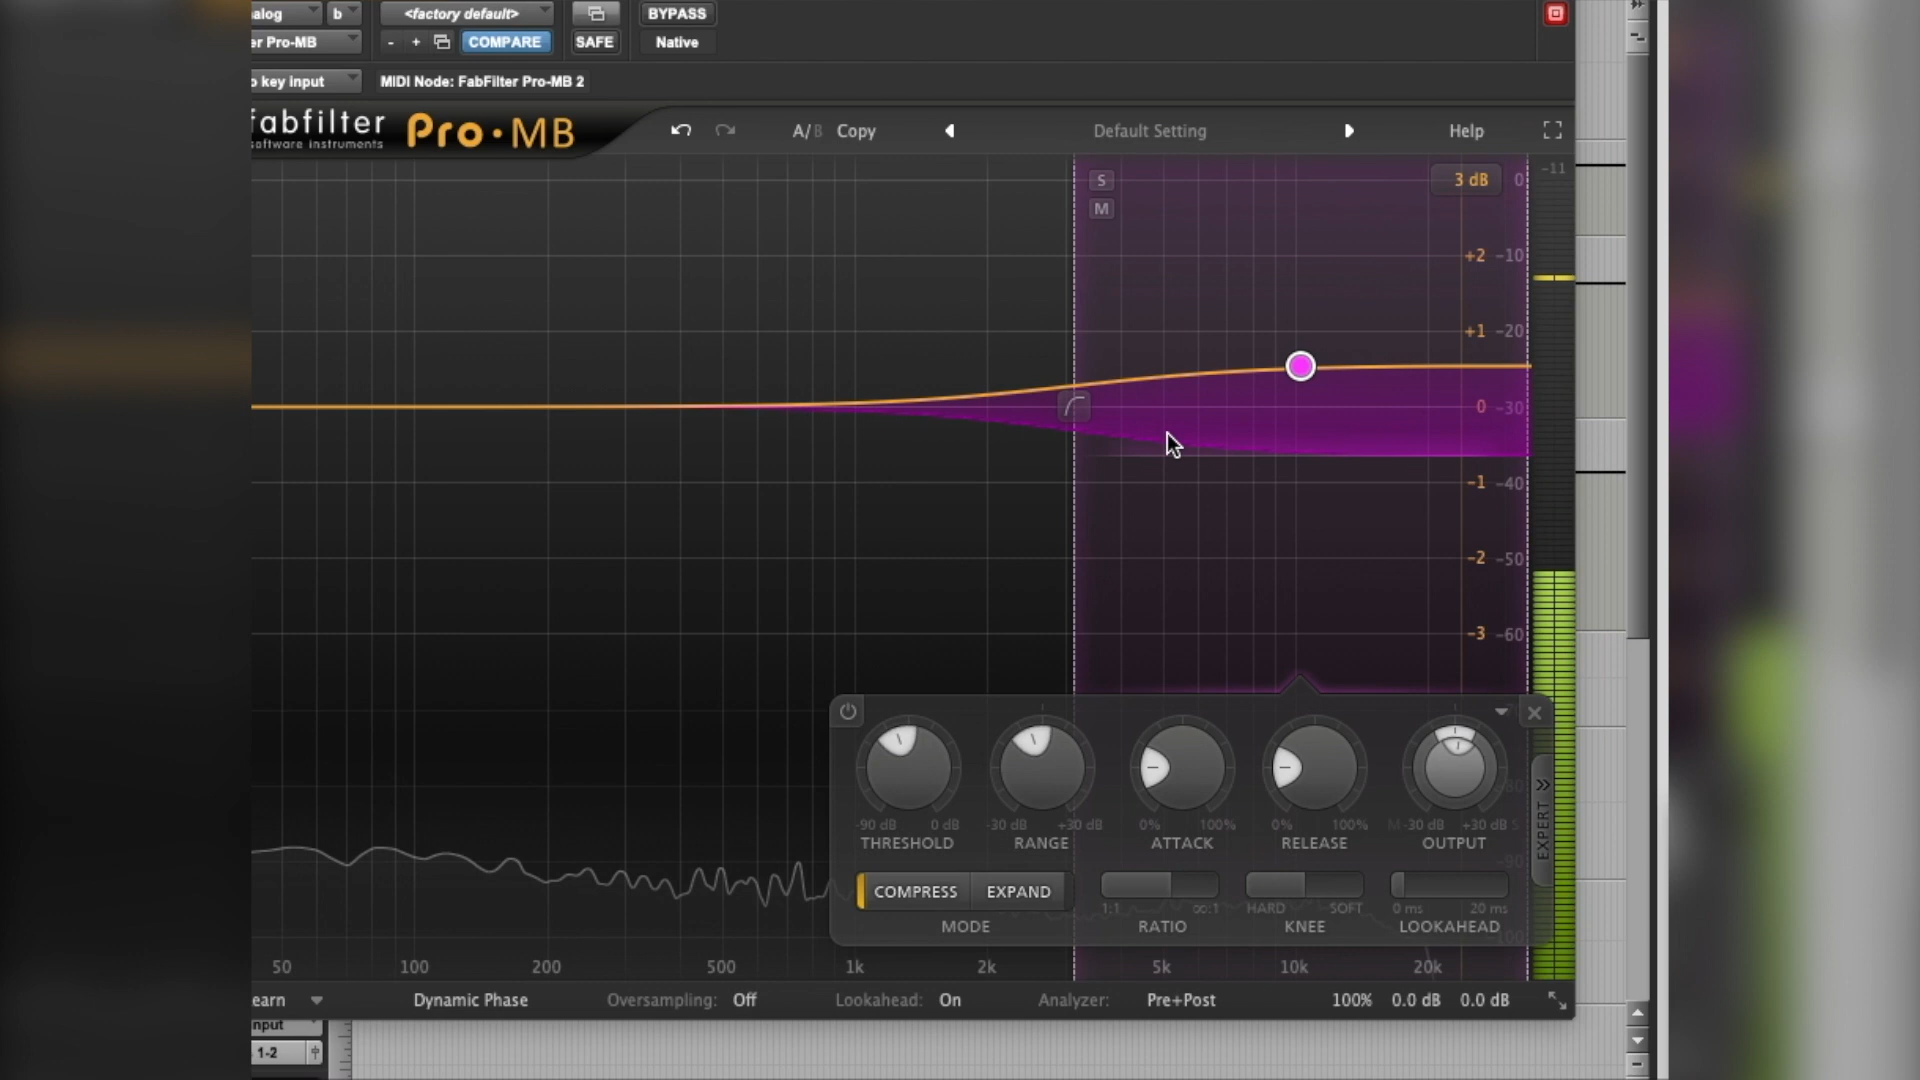 alog b <factory default> BYPASS
er Pro-MB - + COMPARE SAFE Native
o key input MIDI Node: FabFilter Pro-MB 2
fabfilter Pro·MB
software instruments
A/B Copy Default Setting Help
S 3 dB 0 -11
M
+2 -10
+1 -20
0 -30
-1 -40
-2 -50
-3 -60
-90 dB 0 dB -30 dB +30 dB 0% 100% 0% 100% M -30 dB +30 dB S
THRESHOLD RANGE ATTACK RELEASE OUTPUT
EXPERT
-80
-90
COMPRESS EXPAND
1:1 ∞:1 HARD SOFT 0 ms 20 ms
MODE RATIO KNEE LOOKAHEAD
-100
50 100 200 500 1k 2k 5k 10k 20k
earn Dynamic Phase Oversampling: Off Lookahead: On Analyzer: Pre+Post 100% 0.0 dB 0.0 dB
nput
1-2